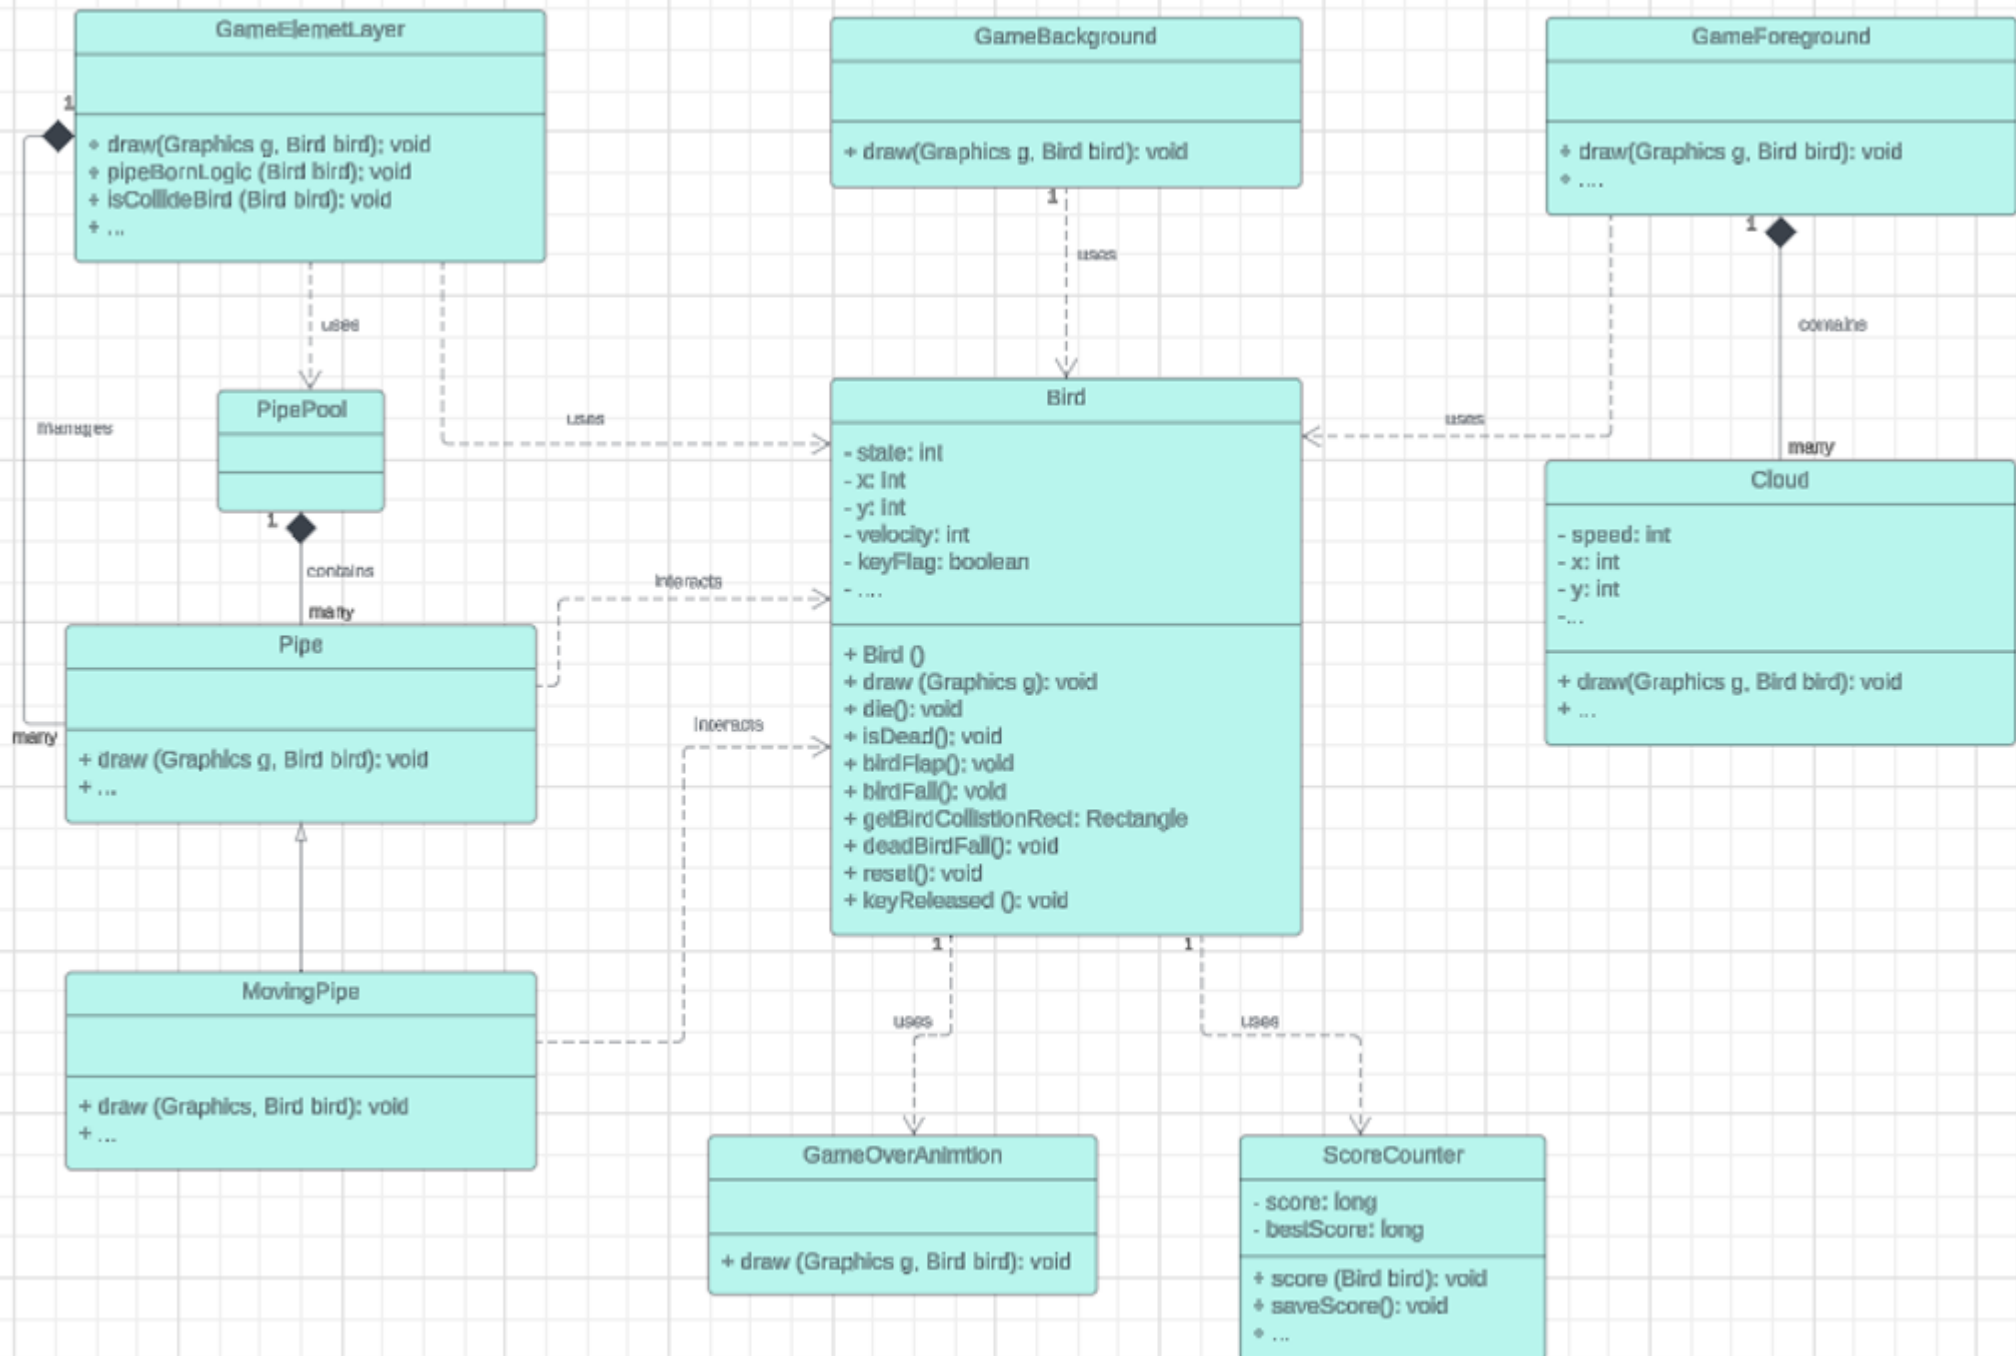 GameElemetLayer
1
+ draw(Graphics g, Bird bird): void
+ pipeBornLogic (Bird bird): void
+ isCollideBird (Bird bird): void
+ ...
GameBackground
+ draw(Graphics g, Bird bird): void
1
uses
GameForeground
+ draw(Graphics g, Bird bird): void
+ ....
1
contains
many
uses
uses
uses
manages
many
PipePool
1
contains
many
Pipe
+ draw (Graphics g, Bird bird): void
+ ...
Interacts
Interacts
Bird
- state: int
- x: int
- y: int
- velocity: int
- keyFlag: boolean
- ....
+ Bird ()
+ draw (Graphics g): void
+ die(): void
+ isDead(): void
+ birdFlap(): void
+ birdFall(): void
+ getBirdCollistionRect: Rectangle
+ deadBirdFall(): void
+ reset(): void
+ keyReleased (): void
1
1
uses
uses
Cloud
- speed: int
- x: int
- y: int
-...
+ draw(Graphics g, Bird bird): void
+ ...
MovingPipe
+ draw (Graphics, Bird bird): void
+ ...
GameOverAnimtion
+ draw (Graphics g, Bird bird): void
ScoreCounter
- score: long
- bestScore: long
+ score (Bird bird): void
+ saveScore(): void
+ ...